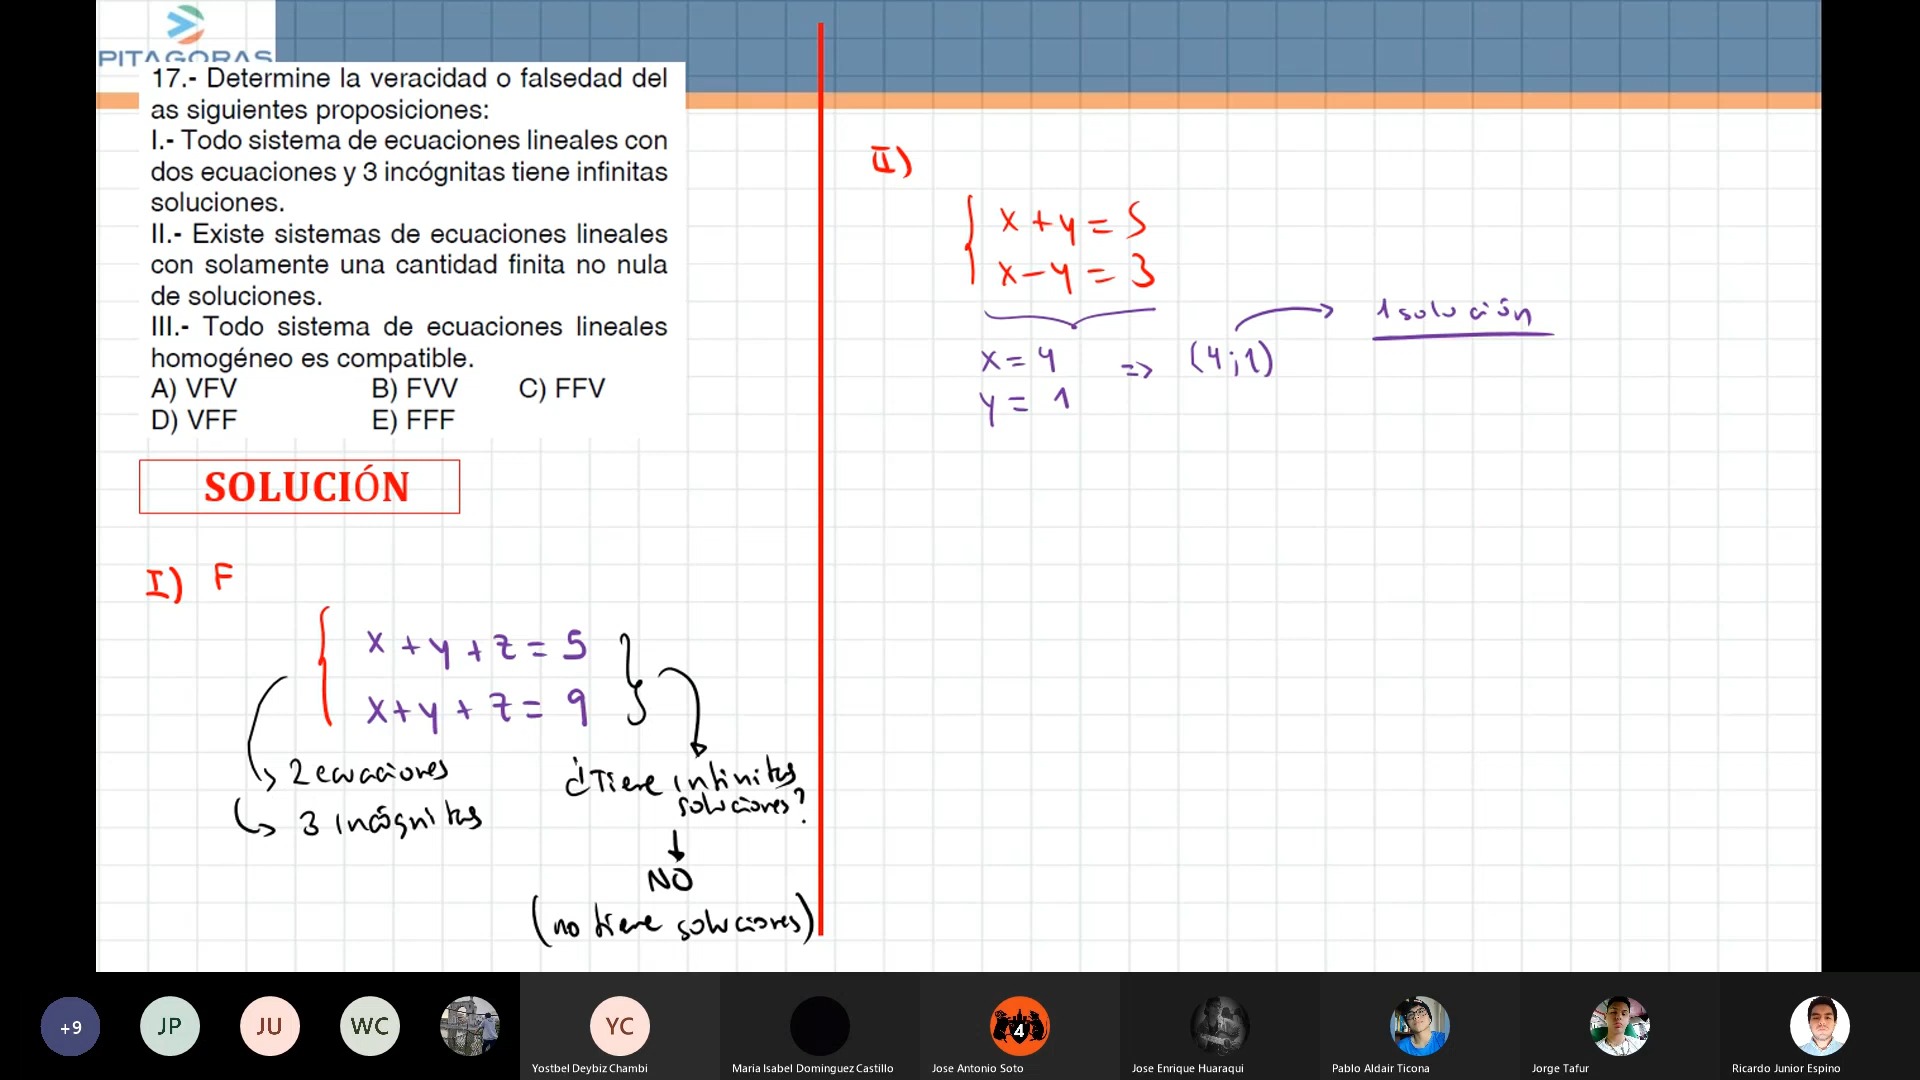 PITAGORAS
17.- Determine la veracidad o falsedad del
as siguientes proposiciones:
I.- Todo sistema de ecuaciones lineales con
dos ecuaciones y 3 incógnitas tiene infinitas
soluciones.
II.- Existe sistemas de ecuaciones lineales
con solamente una cantidad finita no nula
de soluciones.
III.- Todo sistema de ecuaciones lineales
homogéneo es compatible.
A) VFV B) FVV C) FFV
D) VFF E) FFF
SOLUCIÓN
I) F
x + y + z = 5
x + y + z = 9
2 ecuaciones
3 incógnitas
¿Tiene infinitas
soluciones?
NO
(no tiene soluciones)
II)
x + y = 5
x - y = 3
x = 4
y = 1
=> (4;1)
1 solución
+9
JP
JU
WC
YC
4
Yostbel Deybiz Chambi
Maria Isabel Dominguez Castillo
Jose Antonio Soto
Jose Enrique Huaraqui
Pablo Aldair Ticona
Jorge Tafur
Ricardo Junior Espino